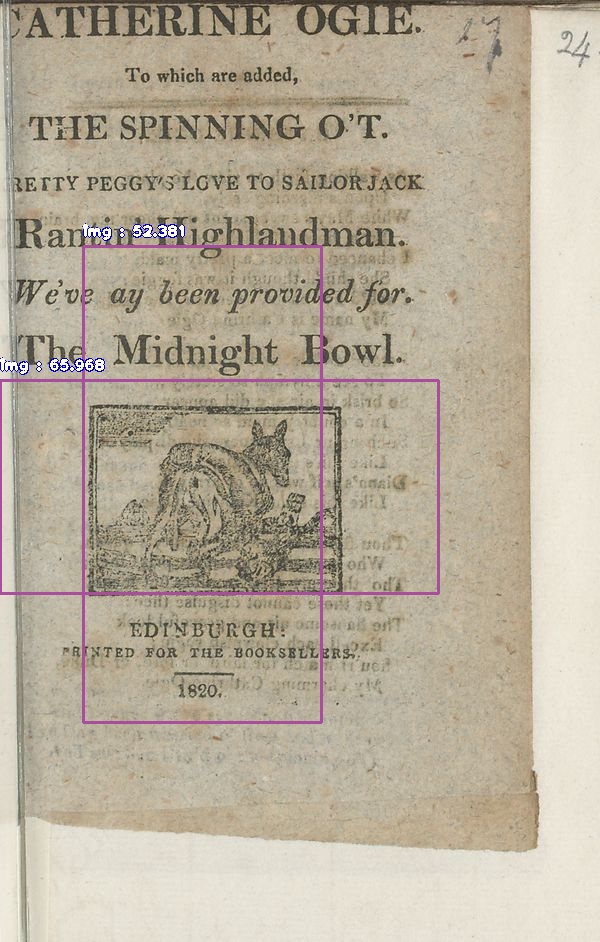 CATHERINE OGIE.
17
24
To which are added,
THE SPINNING O'T.
RETTY PEGGY'S LOVE TO SAILOR JACK
Rantin' Highlandman.
img : 52.381
We've ay been provided for.
The Midnight Bowl.
img : 65.968
EDINBURGH:
PRINTED FOR THE BOOKSELLERS.
1820.